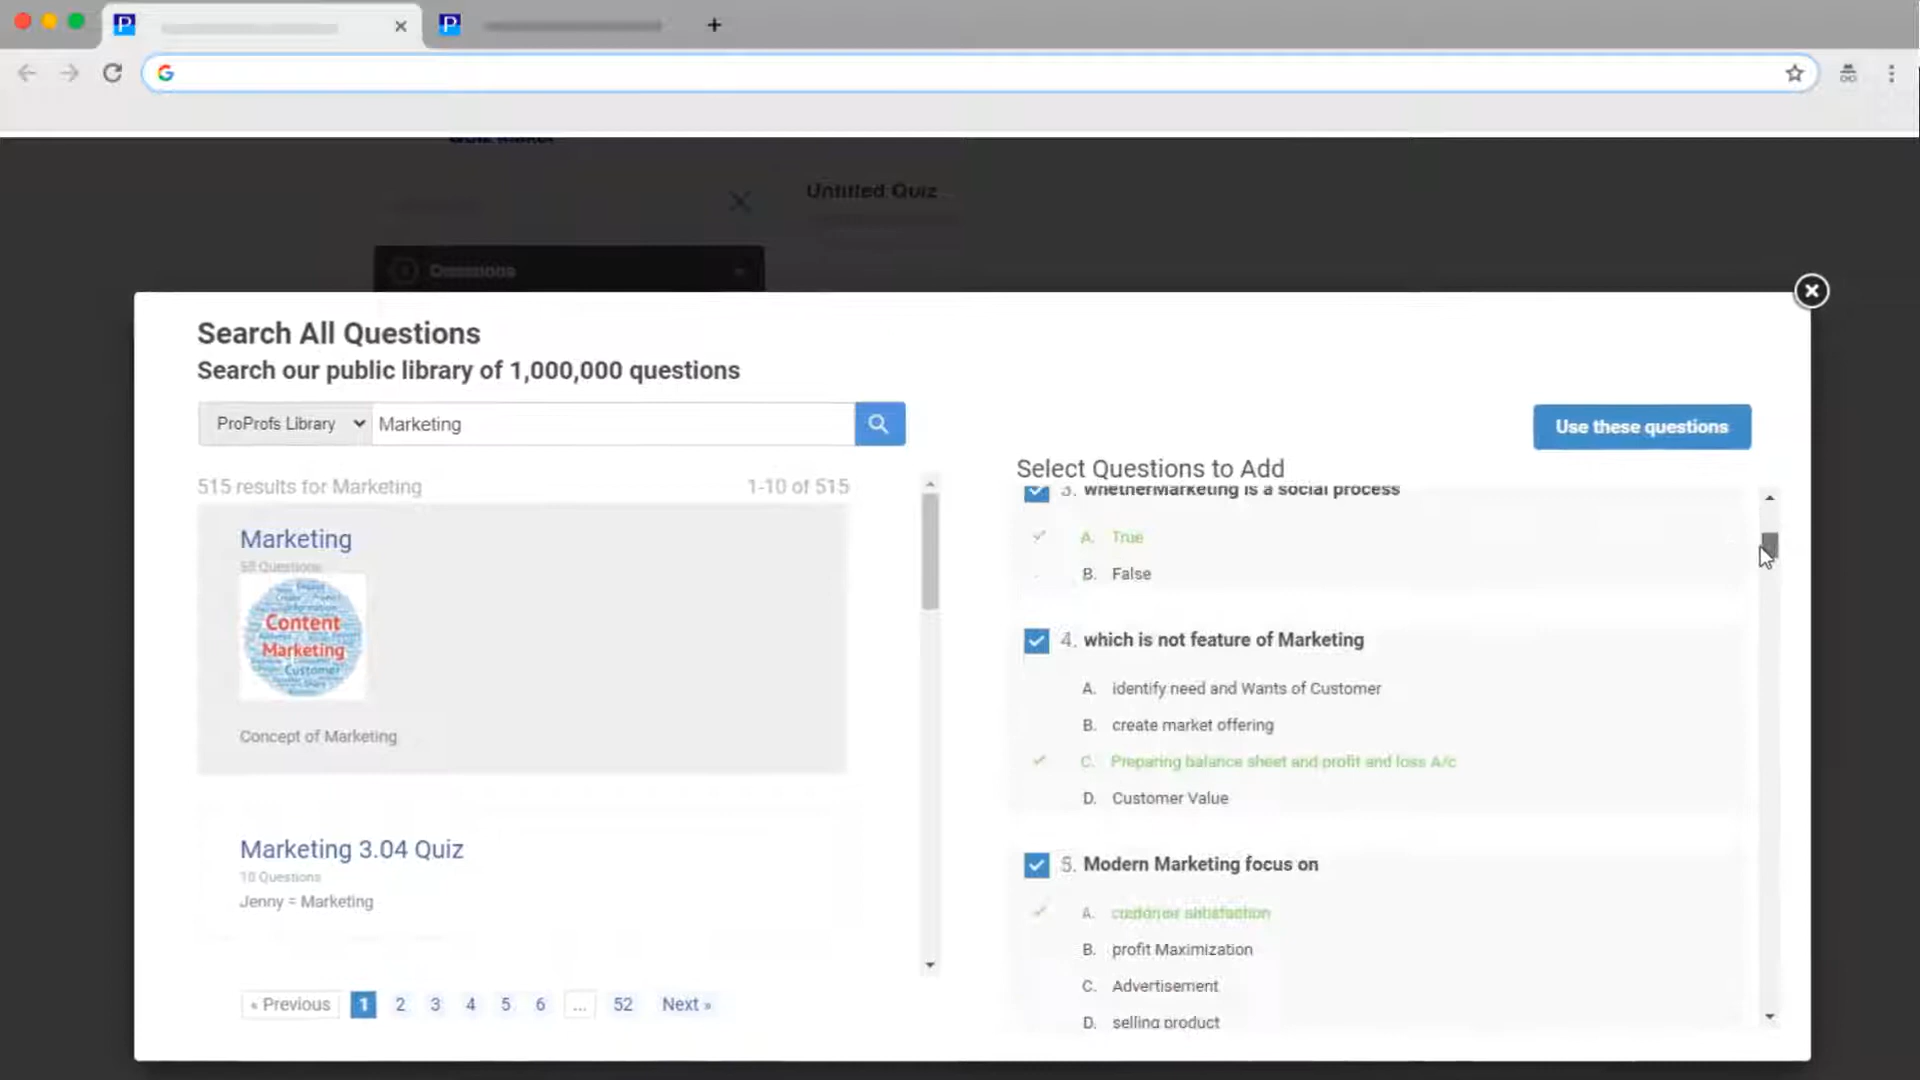 P
P
Quiz Maker
Untitled Quiz
Questions
Search All Questions
Search our public library of 1,000,000 questions
ProProfs Library
Marketing
Use these questions
515 results for Marketing
1-10 of 515
Marketing
50 Questions
Content
Marketing
Customer
Concept of Marketing
Marketing 3.04 Quiz
10 Questions
Jenny = Marketing
« Previous 1 2 3 4 5 6 ... 52 Next »
Select Questions to Add
3. whetherMarketing is a social process
A. True
B. False
4. which is not feature of Marketing
A. identify need and Wants of Customer
B. create market offering
C. Preparing balance sheet and profit and loss A/c
D. Customer Value
5. Modern Marketing focus on
A. customer satisfaction
B. profit Maximization
C. Advertisement
D. selling product